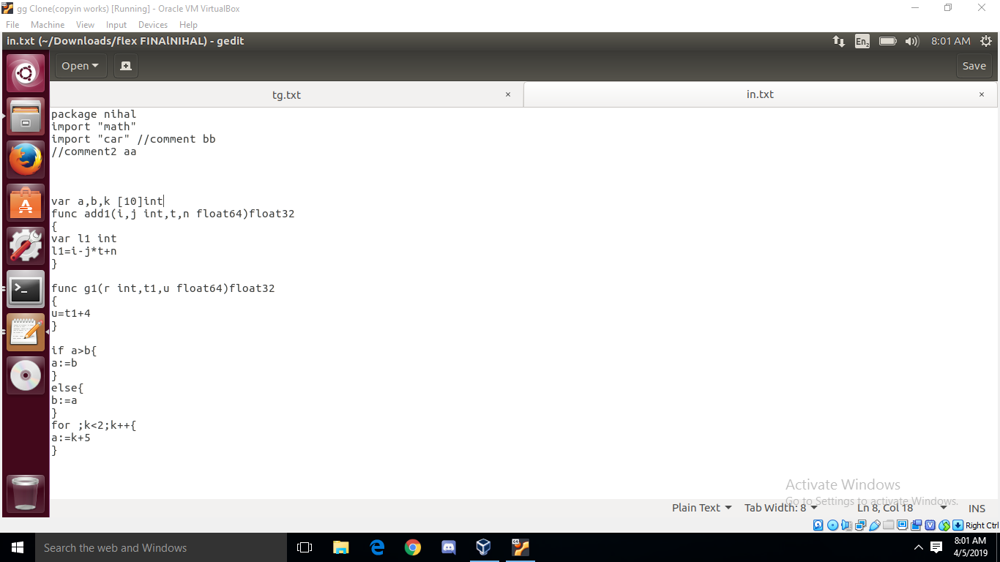 gg Clone(copyin works) [Running] - Oracle VM VirtualBox
File Machine View Input Devices Help
in.txt (~/Downloads/flex FINAlNIHAL) - gedit
En2 8:01 AM
Open Save
tg.txt × in.txt ×
package nihal
import "math"
import "car" //comment bb
//comment2 aa
var a,b,k [10]int
func add1(i,j int,t,n float64)float32
{
var l1 int
l1=i-j*t+n
}
func g1(r int,t1,u float64)float32
{
u=t1+4
}
if a>b{
a:=b
}
else{
b:=a
}
for ;k<2;k++{
a:=k+5
}
Activate Windows
Go to Settings to activate Windows.
Plain Text Tab Width: 8 Ln 8, Col 18 INS
Right Ctrl
Search the web and Windows
8:01 AM
4/5/2019